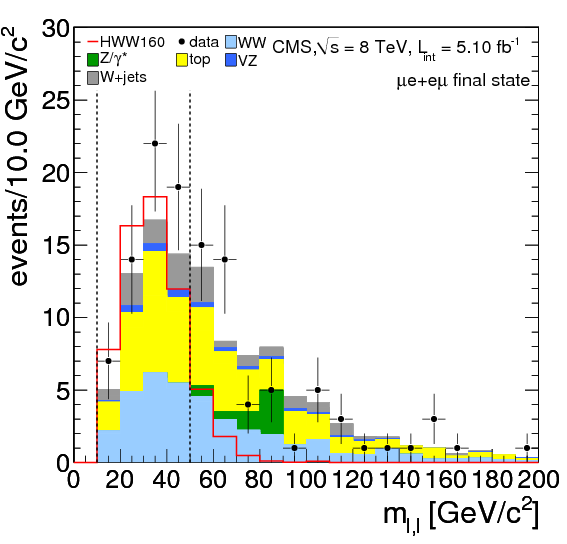 HWW160 data WW
Z/γ* top VZ
W+jets
CMS,√s = 8 TeV, L_int = 5.10 fb⁻¹
μe+eμ final state
events/10.0 GeV/c²
30
25
20
15
10
5
0
0 20 40 60 80 100 120 140 160 180 200
m_l,l [GeV/c²]